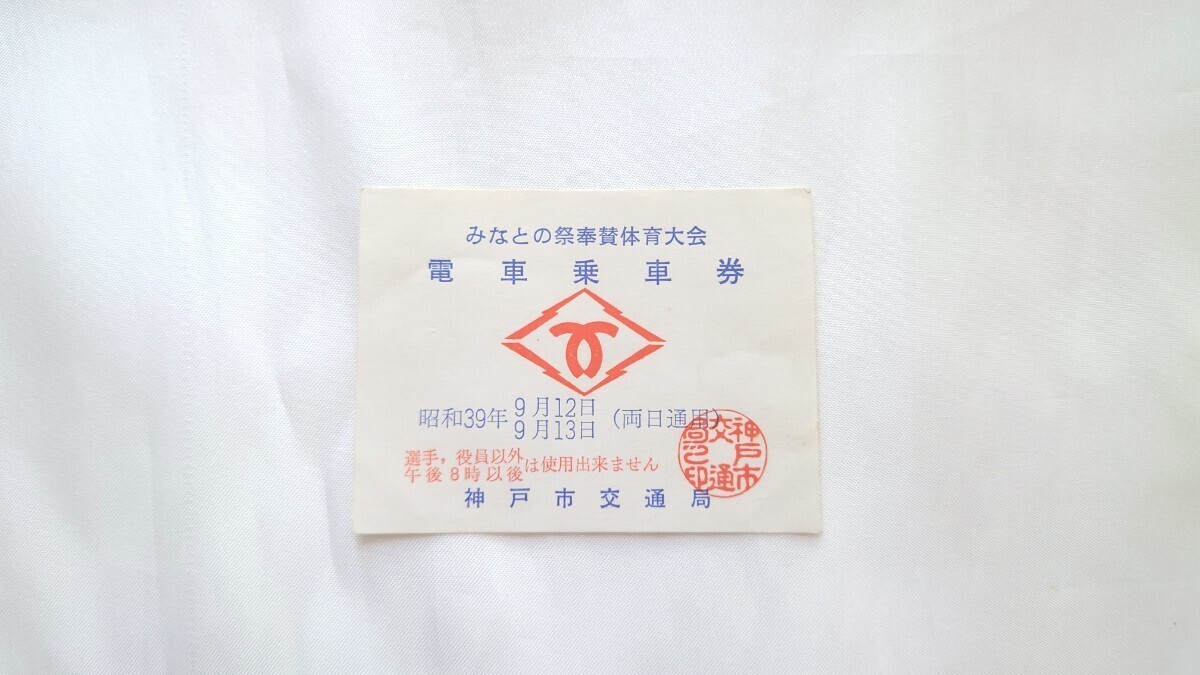 みなとの祭奉賛体育大会
電車乗車券
昭和39年 9月12日 9月13日 (両日通用)
選手，役員以外 午後8時以後 は使用出来ません
神戸市交通局
神戸市交通局之印